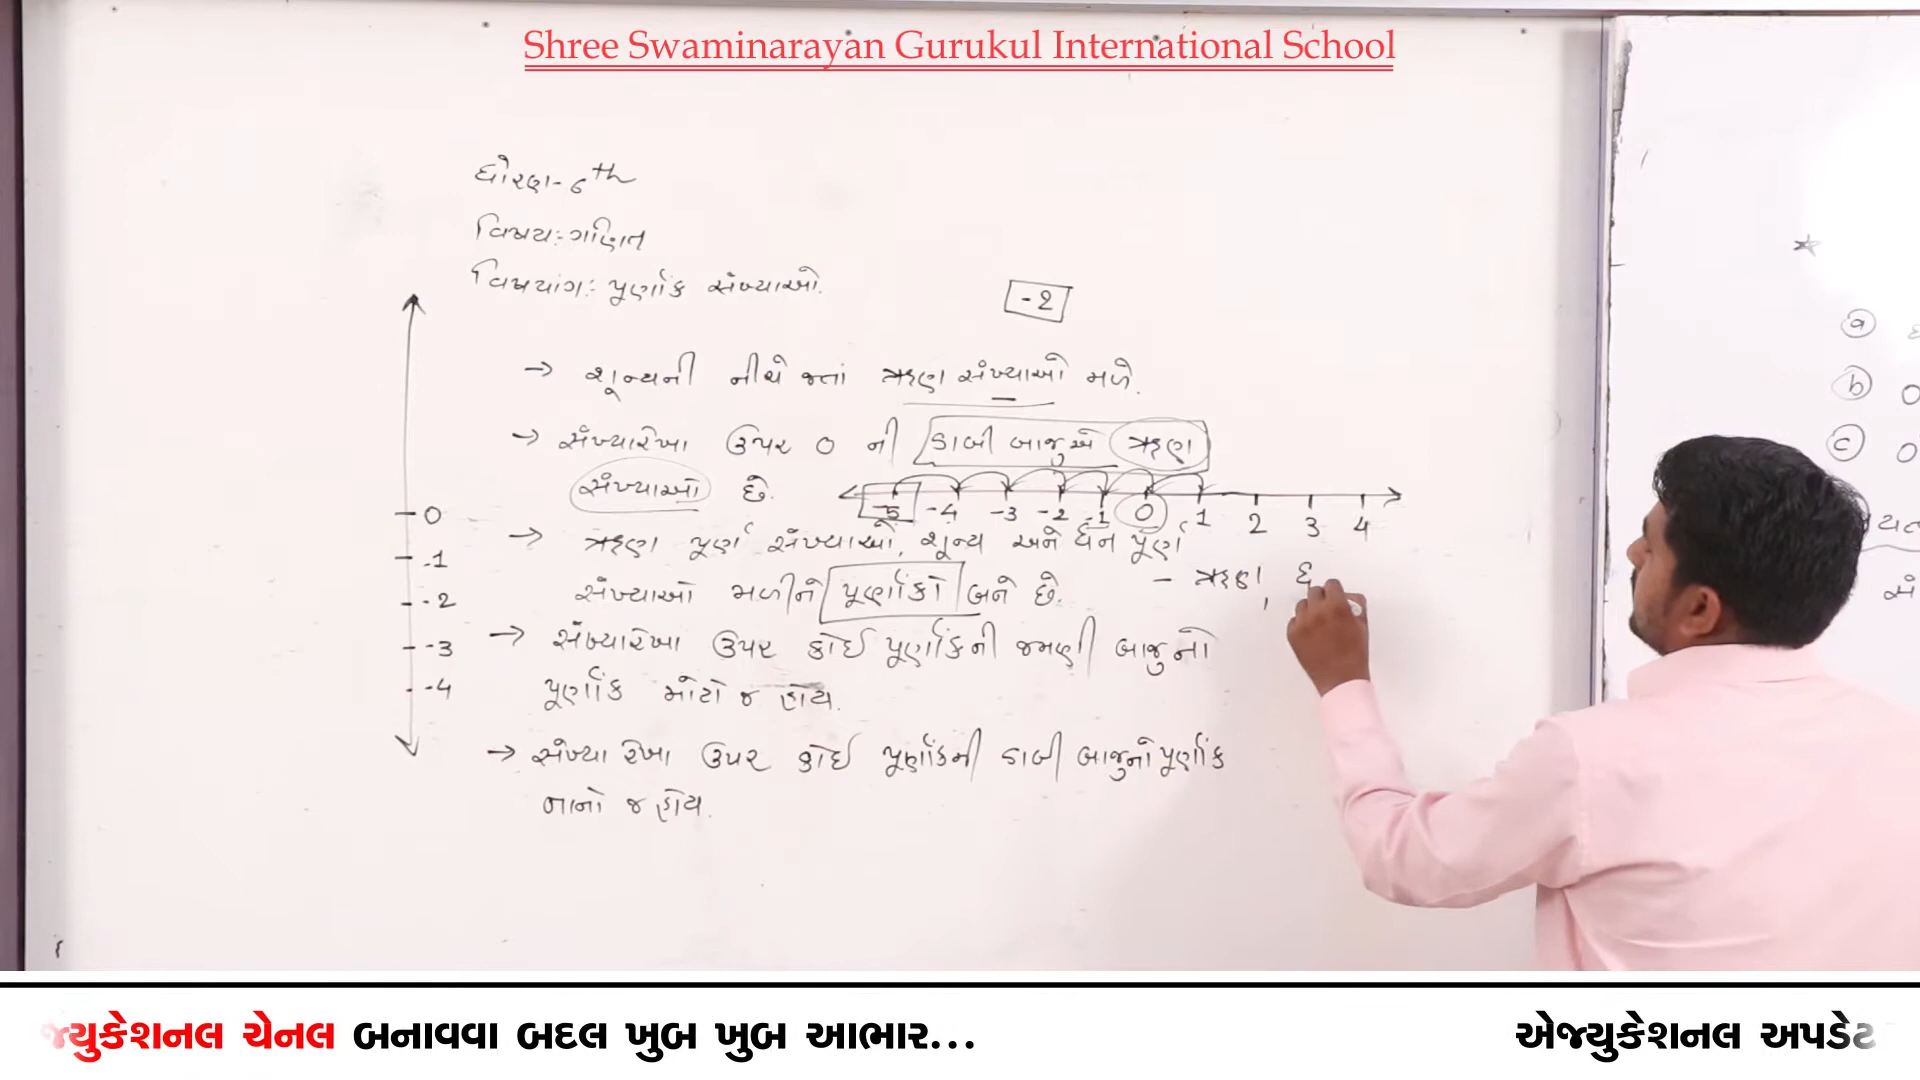 Shree Swaminarayan Gurukul International School
ધોરણ-6th
વિષય:-ગણિત
વિષયાંગ:- પૂર્ણાંક સંખ્યાઓ.
-2
→ શૂન્યની નીચે જતાં ઋણ સંખ્યાઓ મળે.
→ સંખ્યારેખા ઉપર 0 ની ડાબી બાજુએ ઋણ
સંખ્યાઓ છે.
-5 -4 -3 -2 -1 0 1 2 3 4
→ ઋણ પૂર્ણ સંખ્યાઓ, શૂન્ય અને ધન પૂર્ણ
સંખ્યાઓ મળીને પૂર્ણાંકો બને છે.
- ઋણ, ધ
→ સંખ્યારેખા ઉપર કોઈ પૂર્ણાંકની જમણી બાજુનો
પૂર્ણાંક મોટો જ હોય.
→ સંખ્યા રેખા ઉપર કોઈ પૂર્ણાંકની ડાબી બાજુનો પૂર્ણાંક
નાનો જ હોય.
0
-1
-2
-3
-4
a
b 0
c 0
સં
જ્યુકેશનલ ચેનલ બનાવવા બદલ ખુબ ખુબ આભાર...
એજ્યુકેશનલ અપડેટ